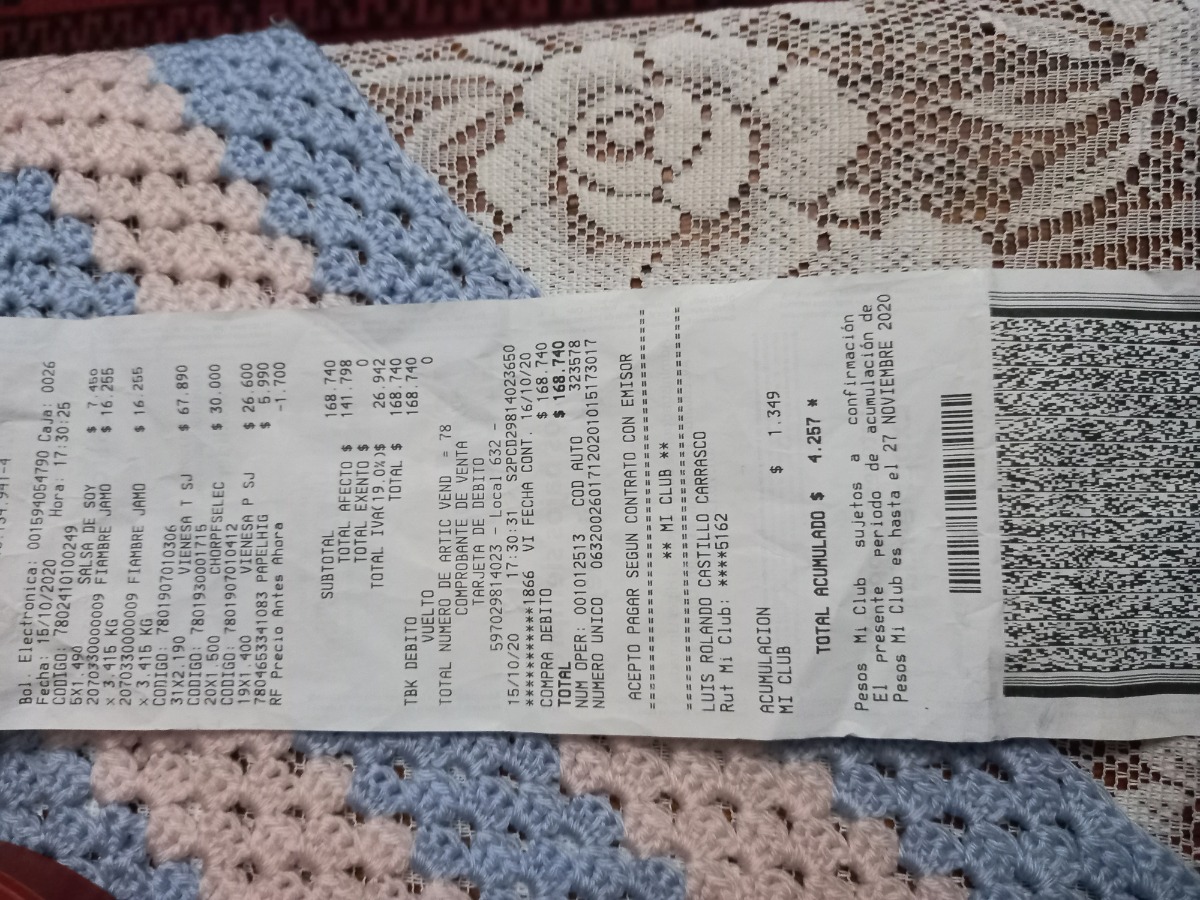 Bol. Electronica: 001594054790 Caja: 0026
Fecha: 15/10/2020 Hora: 17:30:25
CODIGO: 7802410100249
5X1.490 SALSA DE SOY $ 7.450
2070330000009 FIAMBRE JAMO $ 16.255
x 3.415 KG
2070330000009 FIAMBRE JAMO $ 16.255
x 3.415 KG
CODIGO: 7801907010306
31X2.190 VIENESA T SJ $ 67.890
CODIGO: 7801930001715
20X1.500 CHORPFSELEC $ 30.000
CODIGO: 7801907010412
19X1.400 VIENESA P SJ $ 26.600
7804653341083 PAPELHIG $ 5.990
RF Precio Antes Ahora -1.700
SUBTOTAL 168.740
TOTAL AFECTO $ 141.798
TOTAL EXENTO $ 0
TOTAL IVA(19.0%)$ 26.942
TOTAL $ 168.740
TBK DEBITO 168.740
VUELTO 0
TOTAL NUMERO DE ARTIC VEND = 78
COMPROBANTE DE VENTA
TARJETA DE DEBITO
597029814023 - Local 632 -
15/10/20 17:30:31 S2PCD29814023650
************1866 VI FECHA CONT. 16/10/20
COMPRA DEBITO $ 168.740
TOTAL $ 168.740
NUM OPER: 001012513 COD AUTO 323578
NUMERO UNICO 06320026017120201015173017
ACEPTO PAGAR SEGUN CONTRATO CON EMISOR
========================================
** MI CLUB **
========================================
LUIS ROLANDO CASTILLO CARRASCO
Rut Mi Club: ****5162
ACUMULACION
MI CLUB $ 1.349
TOTAL ACUMULADO $ 4.257 *
Pesos Mi Club sujetos a confirmación
El presente periodo de acumulación de
Pesos Mi Club es hasta el 27 NOVIEMBRE 2020